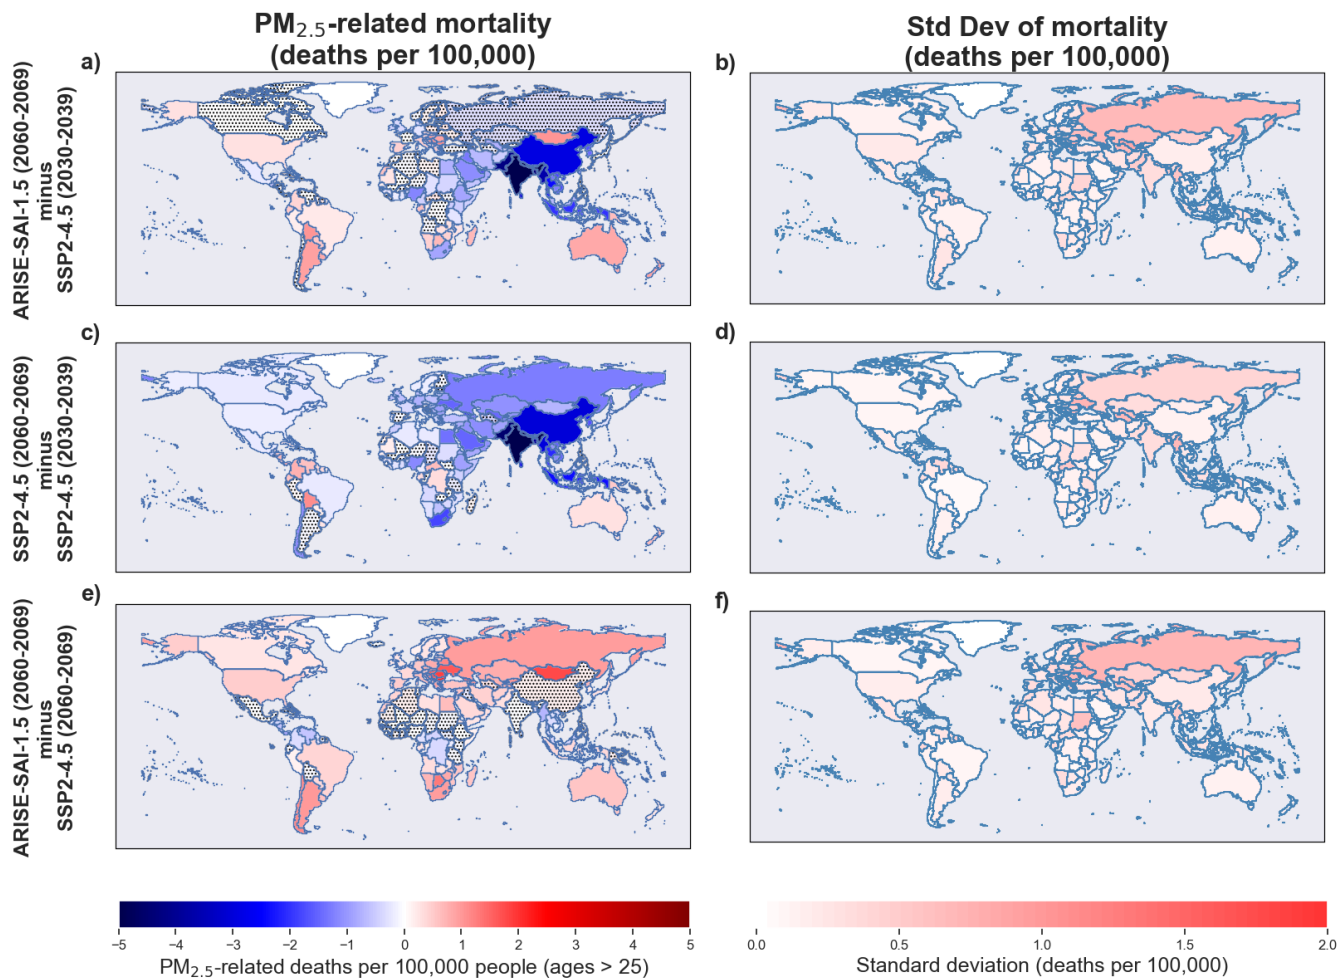 PM2.5-related mortality
(deaths per 100,000)
Std Dev of mortality
(deaths per 100,000)
a)
b)
ARISE-SAI-1.5 (2060-2069)
minus
SSP2-4.5 (2030-2039)
c)
d)
SSP2-4.5 (2060-2069)
minus
SSP2-4.5 (2030-2039)
e)
f)
ARISE-SAI-1.5 (2060-2069)
minus
SSP2-4.5 (2060-2069)
−5 −4 −3 −2 −1 0 1 2 3 4 5
PM2.5-related deaths per 100,000 people (ages > 25)
0.0 0.5 1.0 1.5 2.0
Standard deviation (deaths per 100,000)